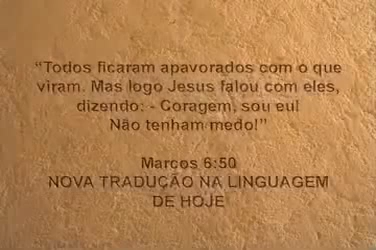 “Todos ficaram apavorados com o que
viram. Mas logo Jesus falou com eles,
dizendo: - Coragem, sou eu!
Não tenham medo!”
Marcos 6:50
NOVA TRADUÇÃO NA LINGUAGEM
DE HOJE